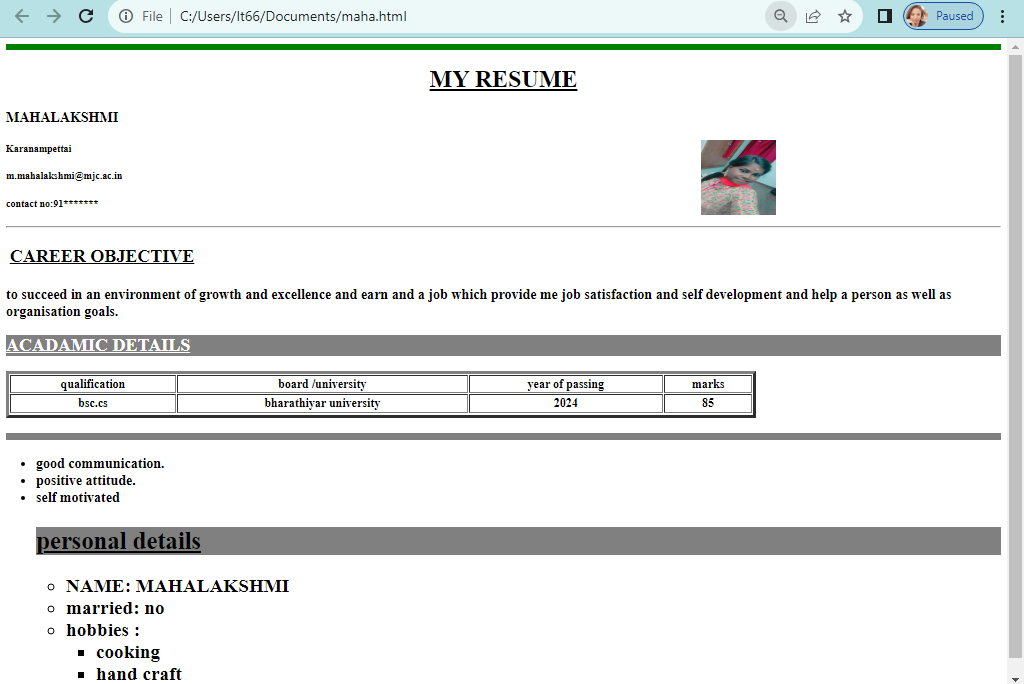 File
C:/Users/lt66/Documents/maha.html
Paused
MY RESUME
MAHALAKSHMI
Karanampettai
m.mahalakshmi@mjc.ac.in
contact no:91*******
CAREER OBJECTIVE
to succeed in an environment of growth and excellence and earn and a job which provide me job satisfaction and self development and help a person as well as
organisation goals.
ACADAMIC DETAILS
qualification board /university year of passing marks
bsc.cs bharathiyar university 2024 85
good communication.
positive attitude.
self motivated
personal details
NAME: MAHALAKSHMI
married: no
hobbies :
cooking
hand craft